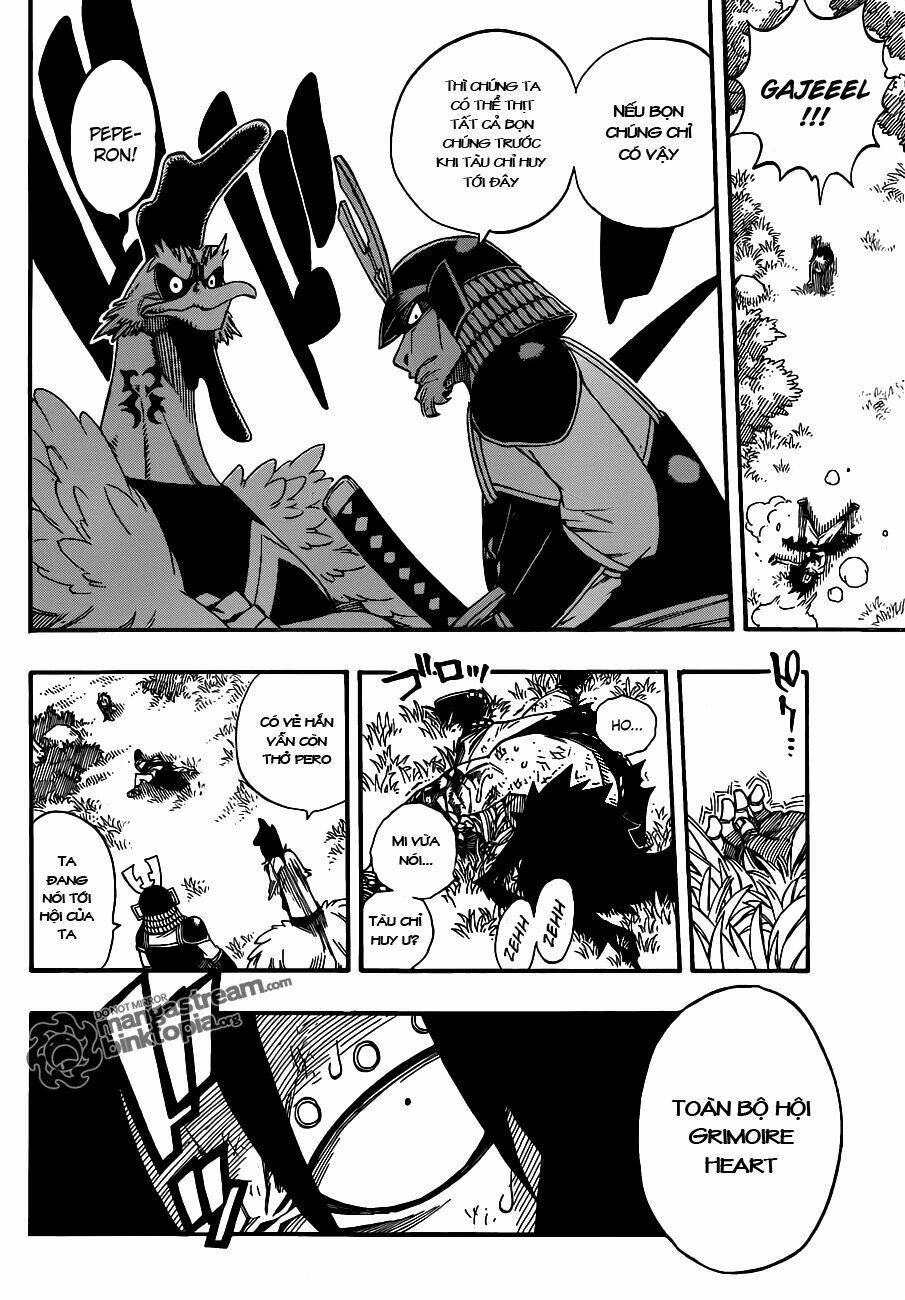 GAJEEEL
!!!
NẾU BỌN
CHÚNG CHỈ
CÓ VẬY
THÌ CHÚNG TA
CÓ THỂ THỊT
TẤT CẢ BỌN
CHÚNG TRƯỚC
KHI TÀU CHỈ HUY
TỚI ĐÂY
PEPE-
RON!
HO...
MI VỪA
NÓI...
TÀU CHỈ
HUY Ư?
ZEHH
ZEHH
ブロッ
CÓ VẺ HẮN
VẪN CÒN
THỞ PERO
TA
ĐANG
NÓI TỚI
HỘI CỦA
TA
TOÀN BỘ HỘI
GRIMOIRE
HEART
DO NOT MIRROR
mangastream.com
binktopia.org